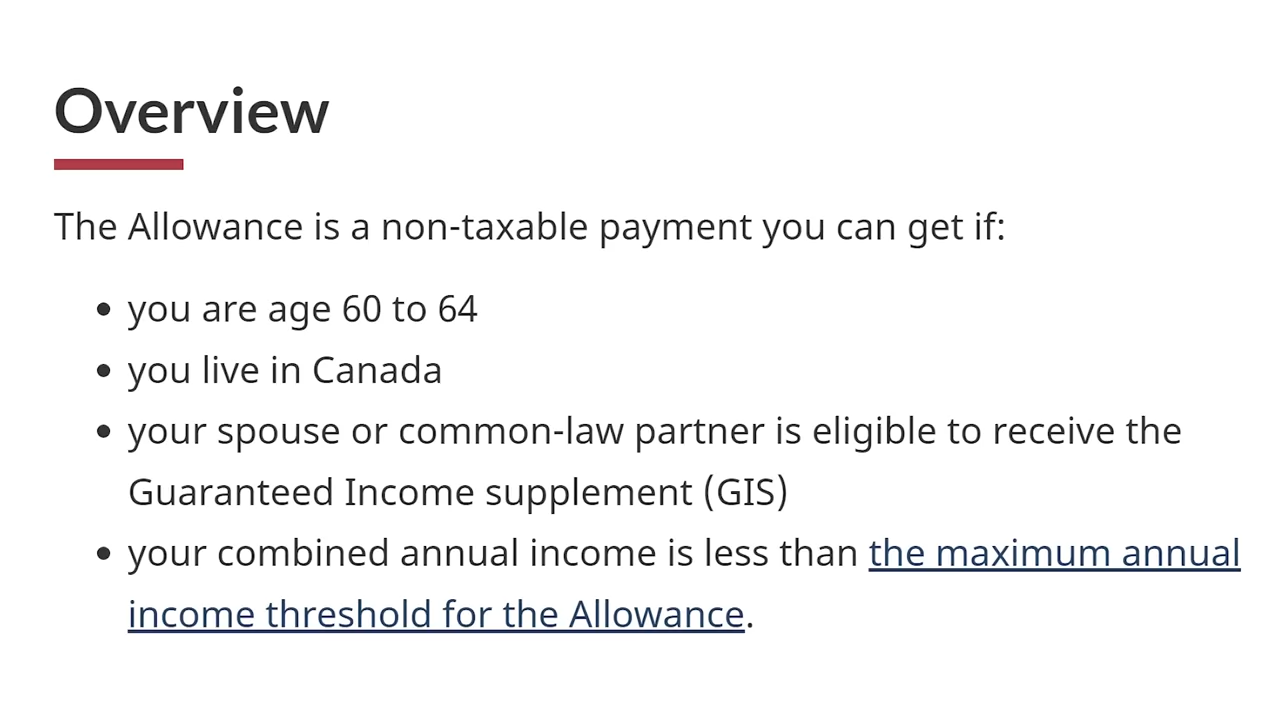 Overview
The Allowance is a non-taxable payment you can get if:
• you are age 60 to 64
• you live in Canada
• your spouse or common-law partner is eligible to receive the
Guaranteed Income supplement (GIS)
• your combined annual income is less than the maximum annual
income threshold for the Allowance.